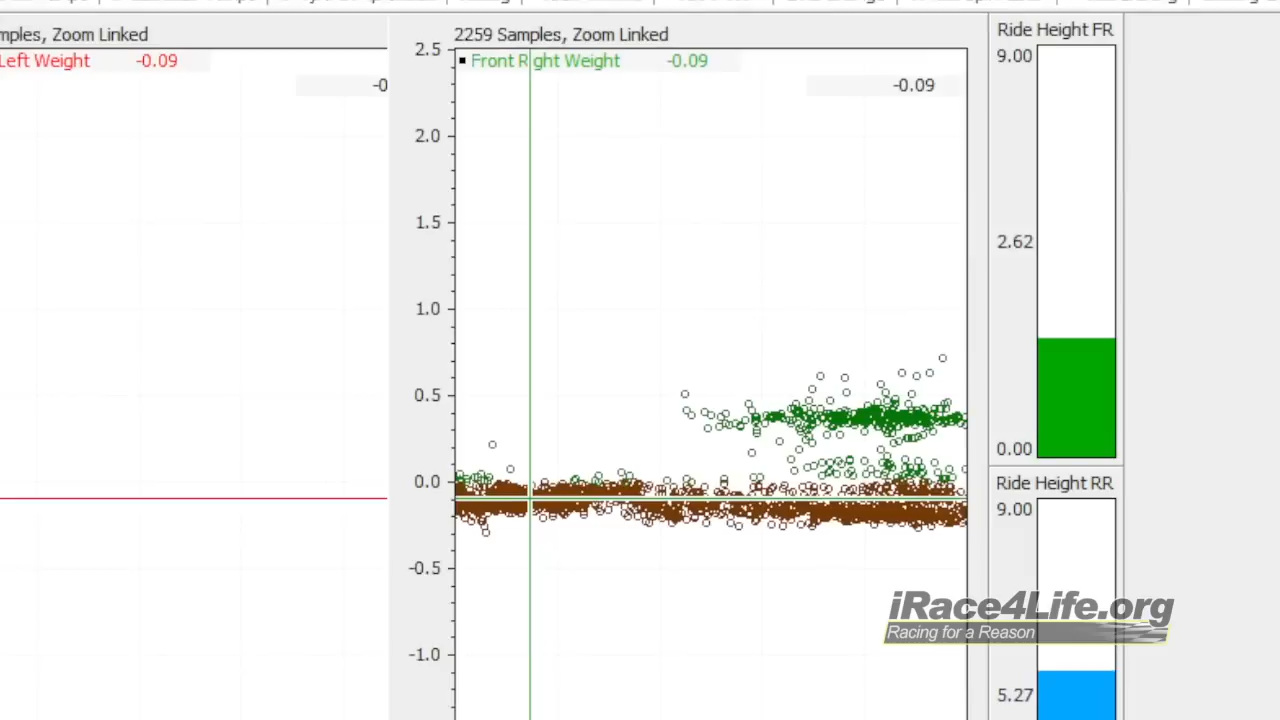 mples, Zoom Linked
Left Weight -0.09
-0
2259 Samples, Zoom Linked
Front Right Weight -0.09
-0.09
2.5
2.0
1.5
1.0
0.5
0.0
-0.5
-1.0
Ride Height FR
9.00
2.62
0.00
Ride Height RR
9.00
5.27
iRace4Life.org
Racing for a Reason